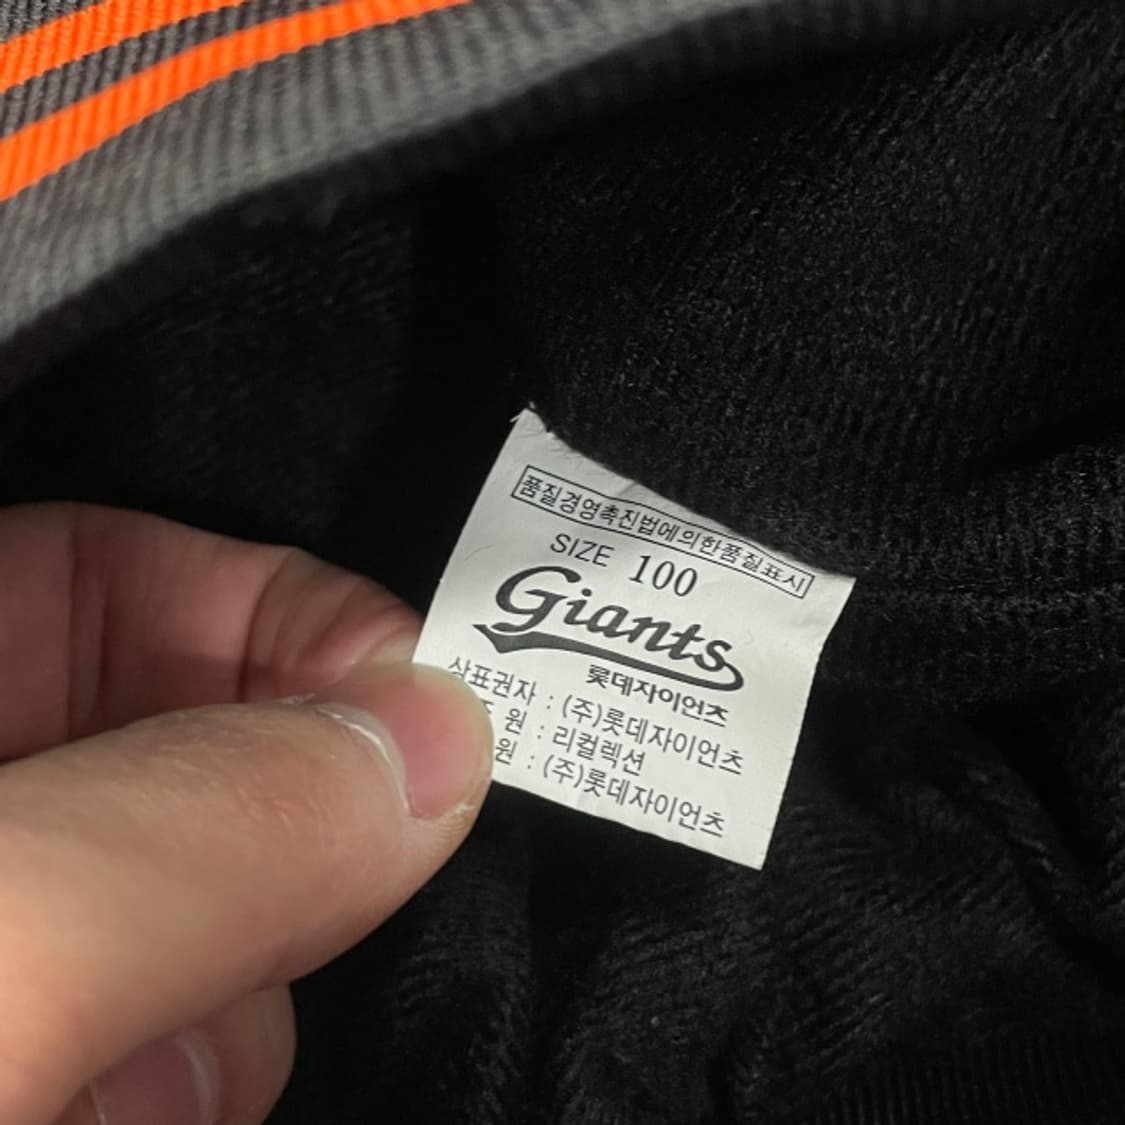 품질경영촉진법에의한품질표시
SIZE 100
Giants
롯데자이언츠
상표권자 : (주)롯데자이언츠
원 : 리컬렉션
원 : (주)롯데자이언츠